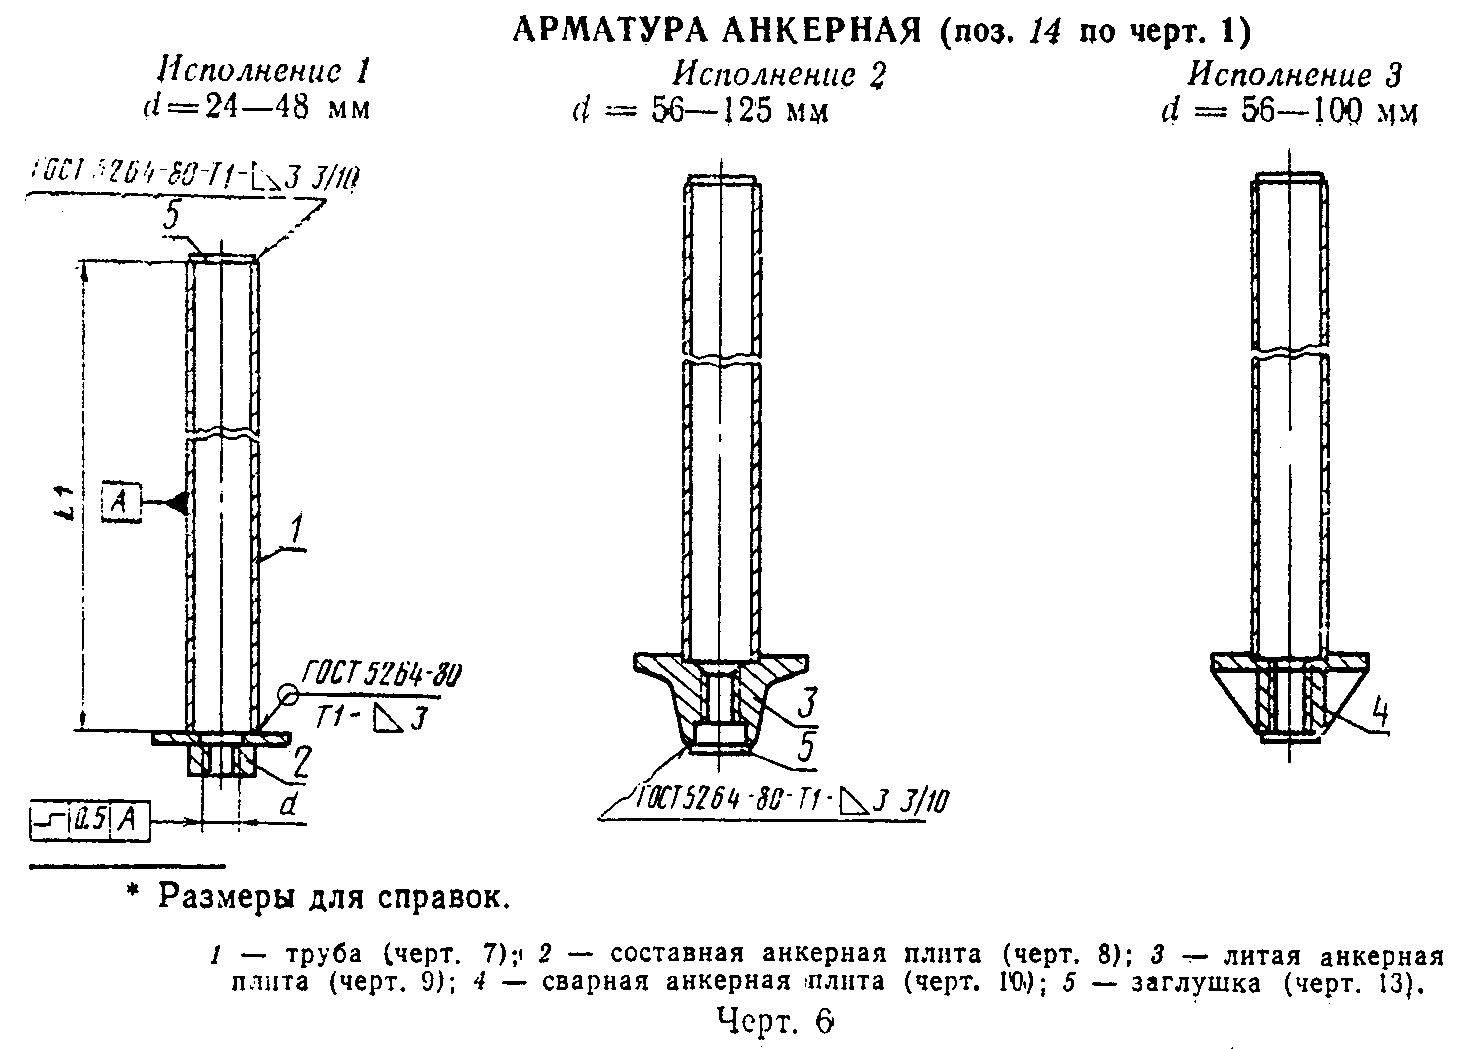 АРМАТУРА АНКЕРНАЯ (поз. 14 по черт. 1)
Исполнение 1
d = 24—48 мм
Исполнение 2
d = 56—125 мм
Исполнение 3
d = 56—100 мм
ГОСТ 5264-80-Т1-◺3 3/10
5
L1
А
1
ГОСТ 5264-80
Т1-◺3
2
d
0.5 А
3
5
ГОСТ 5264-80-Т1-◺3 3/10
4
* Размеры для справок.
1 — труба (черт. 7); 2 — составная анкерная плита (черт. 8); 3 — литая анкерная
плита (черт. 9); 4 — сварная анкерная плита (черт. 10); 5 — заглушка (черт. 13).
Черт. 6